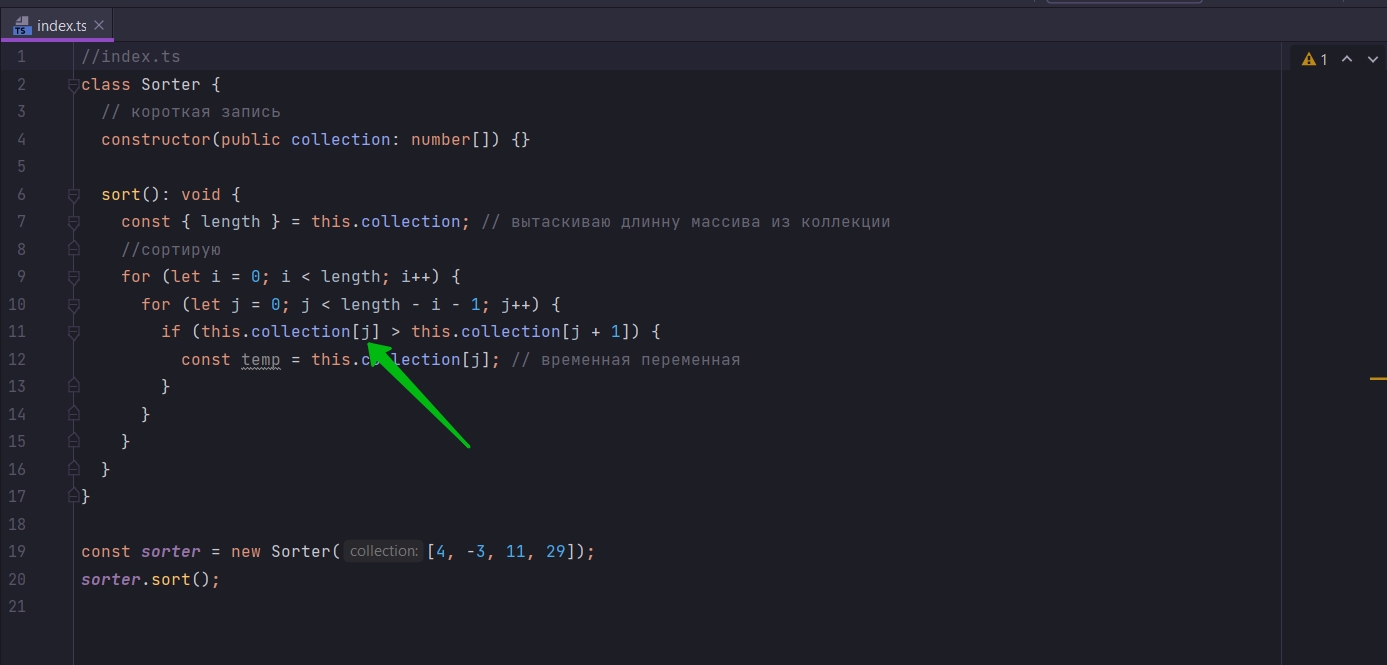 index.ts
1
1 //index.ts
2 class Sorter {
3 // короткая запись
4 constructor(public collection: number[]) {}
5
6 sort(): void {
7 const { length } = this.collection; // вытаскиваю длинну массива из коллекции
8 //сортирую
9 for (let i = 0; i < length; i++) {
10 for (let j = 0; j < length - i - 1; j++) {
11 if (this.collection[j] > this.collection[j + 1]) {
12 const temp = this.collection[j]; // временная переменная
13 }
14 }
15 }
16 }
17 }
18
19 const sorter = new Sorter( collection: [4, -3, 11, 29]);
20 sorter.sort();
21